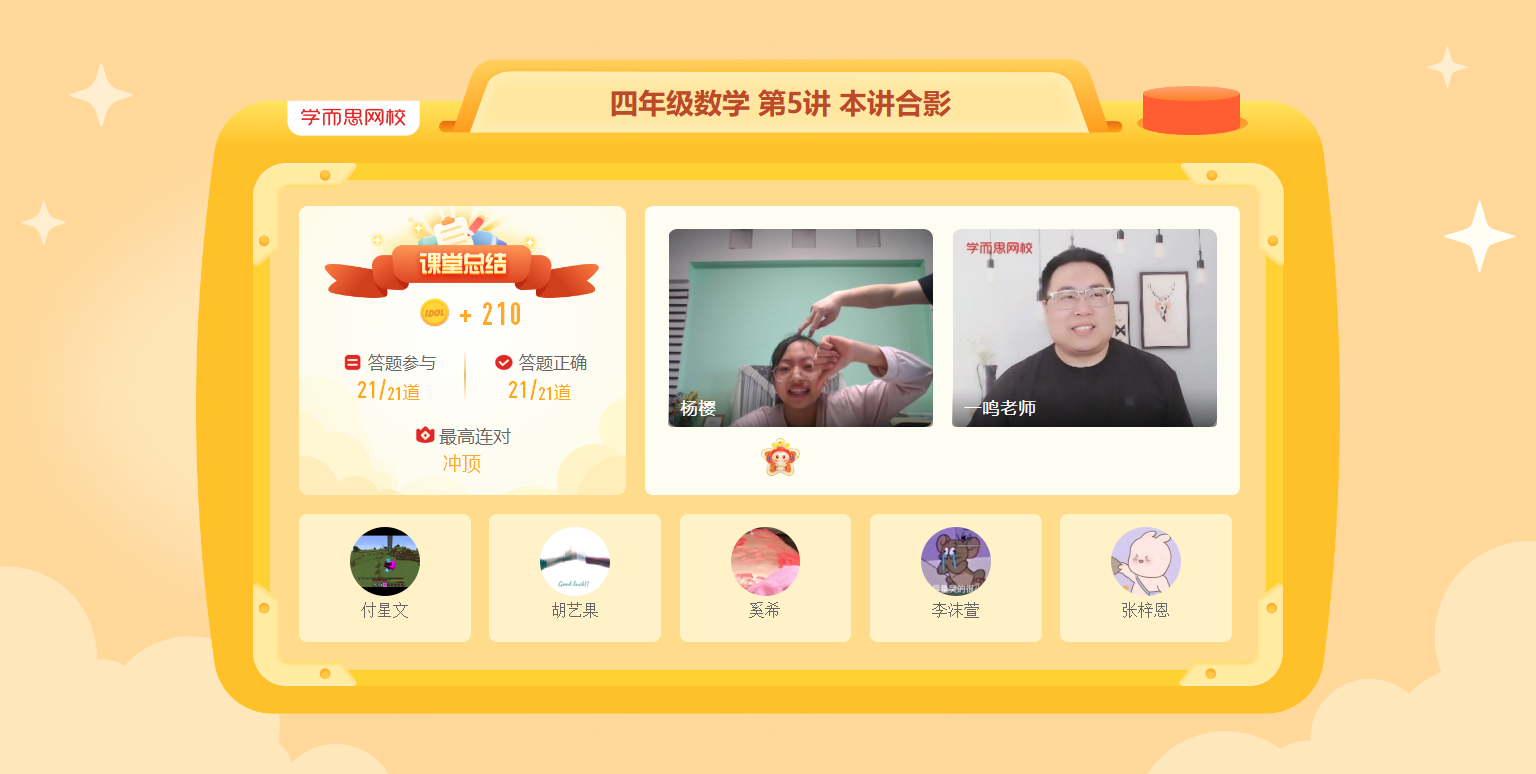 四年级数学 第5讲 本讲合影
学而思网校
课堂总结
IDOL + 210
答题参与
21/21道
答题正确
21/21道
最高连对
冲顶
杨樱
学而思网校
一鸣老师
付星文
Good luck!!
胡艺果
奚希
李沫萱
张梓恩